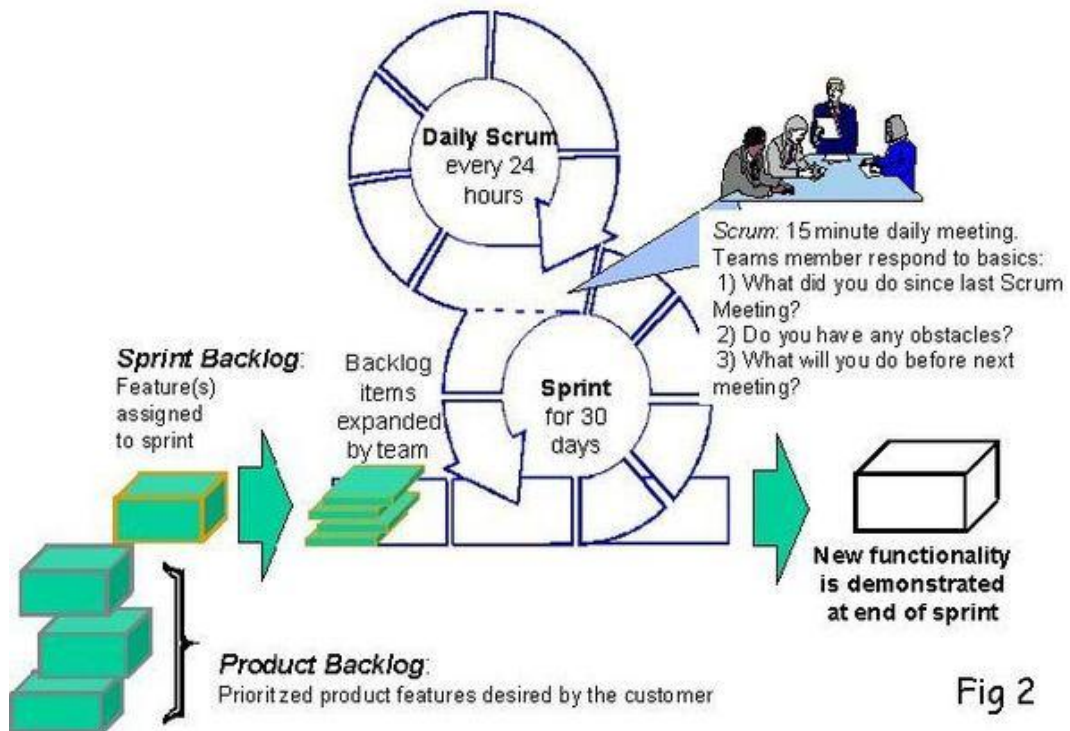 Daily Scrum
every 24
hours
Scrum: 15 minute daily meeting.
Teams member respond to basics:
1) What did you do since last Scrum
Meeting?
2) Do you have any obstacles?
3) What will you do before next
meeting?
Sprint Backlog:
Feature(s)
assigned
to sprint
Backlog
items
expanded
by team
Sprint
for 30
days
New functionality
is demonstrated
at end of sprint
Product Backlog:
Prioritzed product features desired by the customer
Fig 2